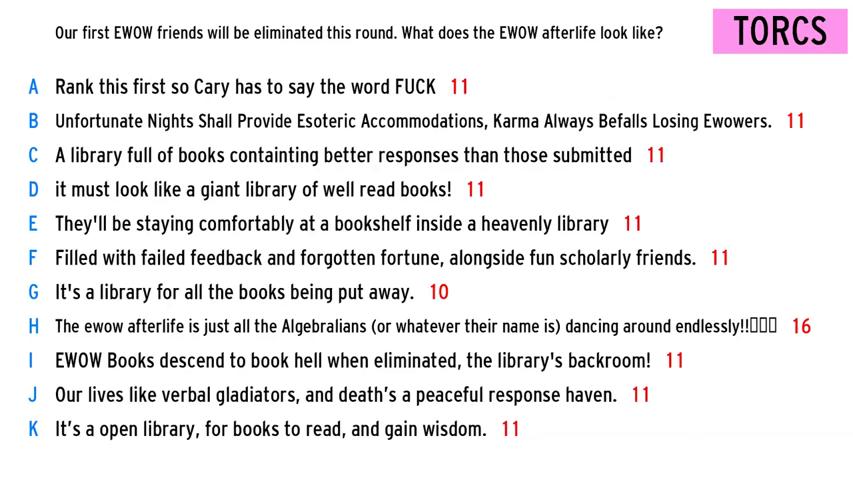 Our first EWOW friends will be eliminated this round. What does the EWOW afterlife look like?
TORCS
A Rank this first so Cary has to say the word FUCK 11
B Unfortunate Nights Shall Provide Esoteric Accommodations, Karma Always Befalls Losing Ewowers. 11
C A library full of books containting better responses than those submitted 11
D it must look like a giant library of well read books! 11
E They'll be staying comfortably at a bookshelf inside a heavenly library 11
F Filled with failed feedback and forgotten fortune, alongside fun scholarly friends. 11
G It's a library for all the books being put away. 10
H The ewow afterlife is just all the Algebralians (or whatever their name is) dancing around endlessly!!▯▯▯ 16
I EWOW Books descend to book hell when eliminated, the library's backroom! 11
J Our lives like verbal gladiators, and death’s a peaceful response haven. 11
K It’s a open library, for books to read, and gain wisdom. 11